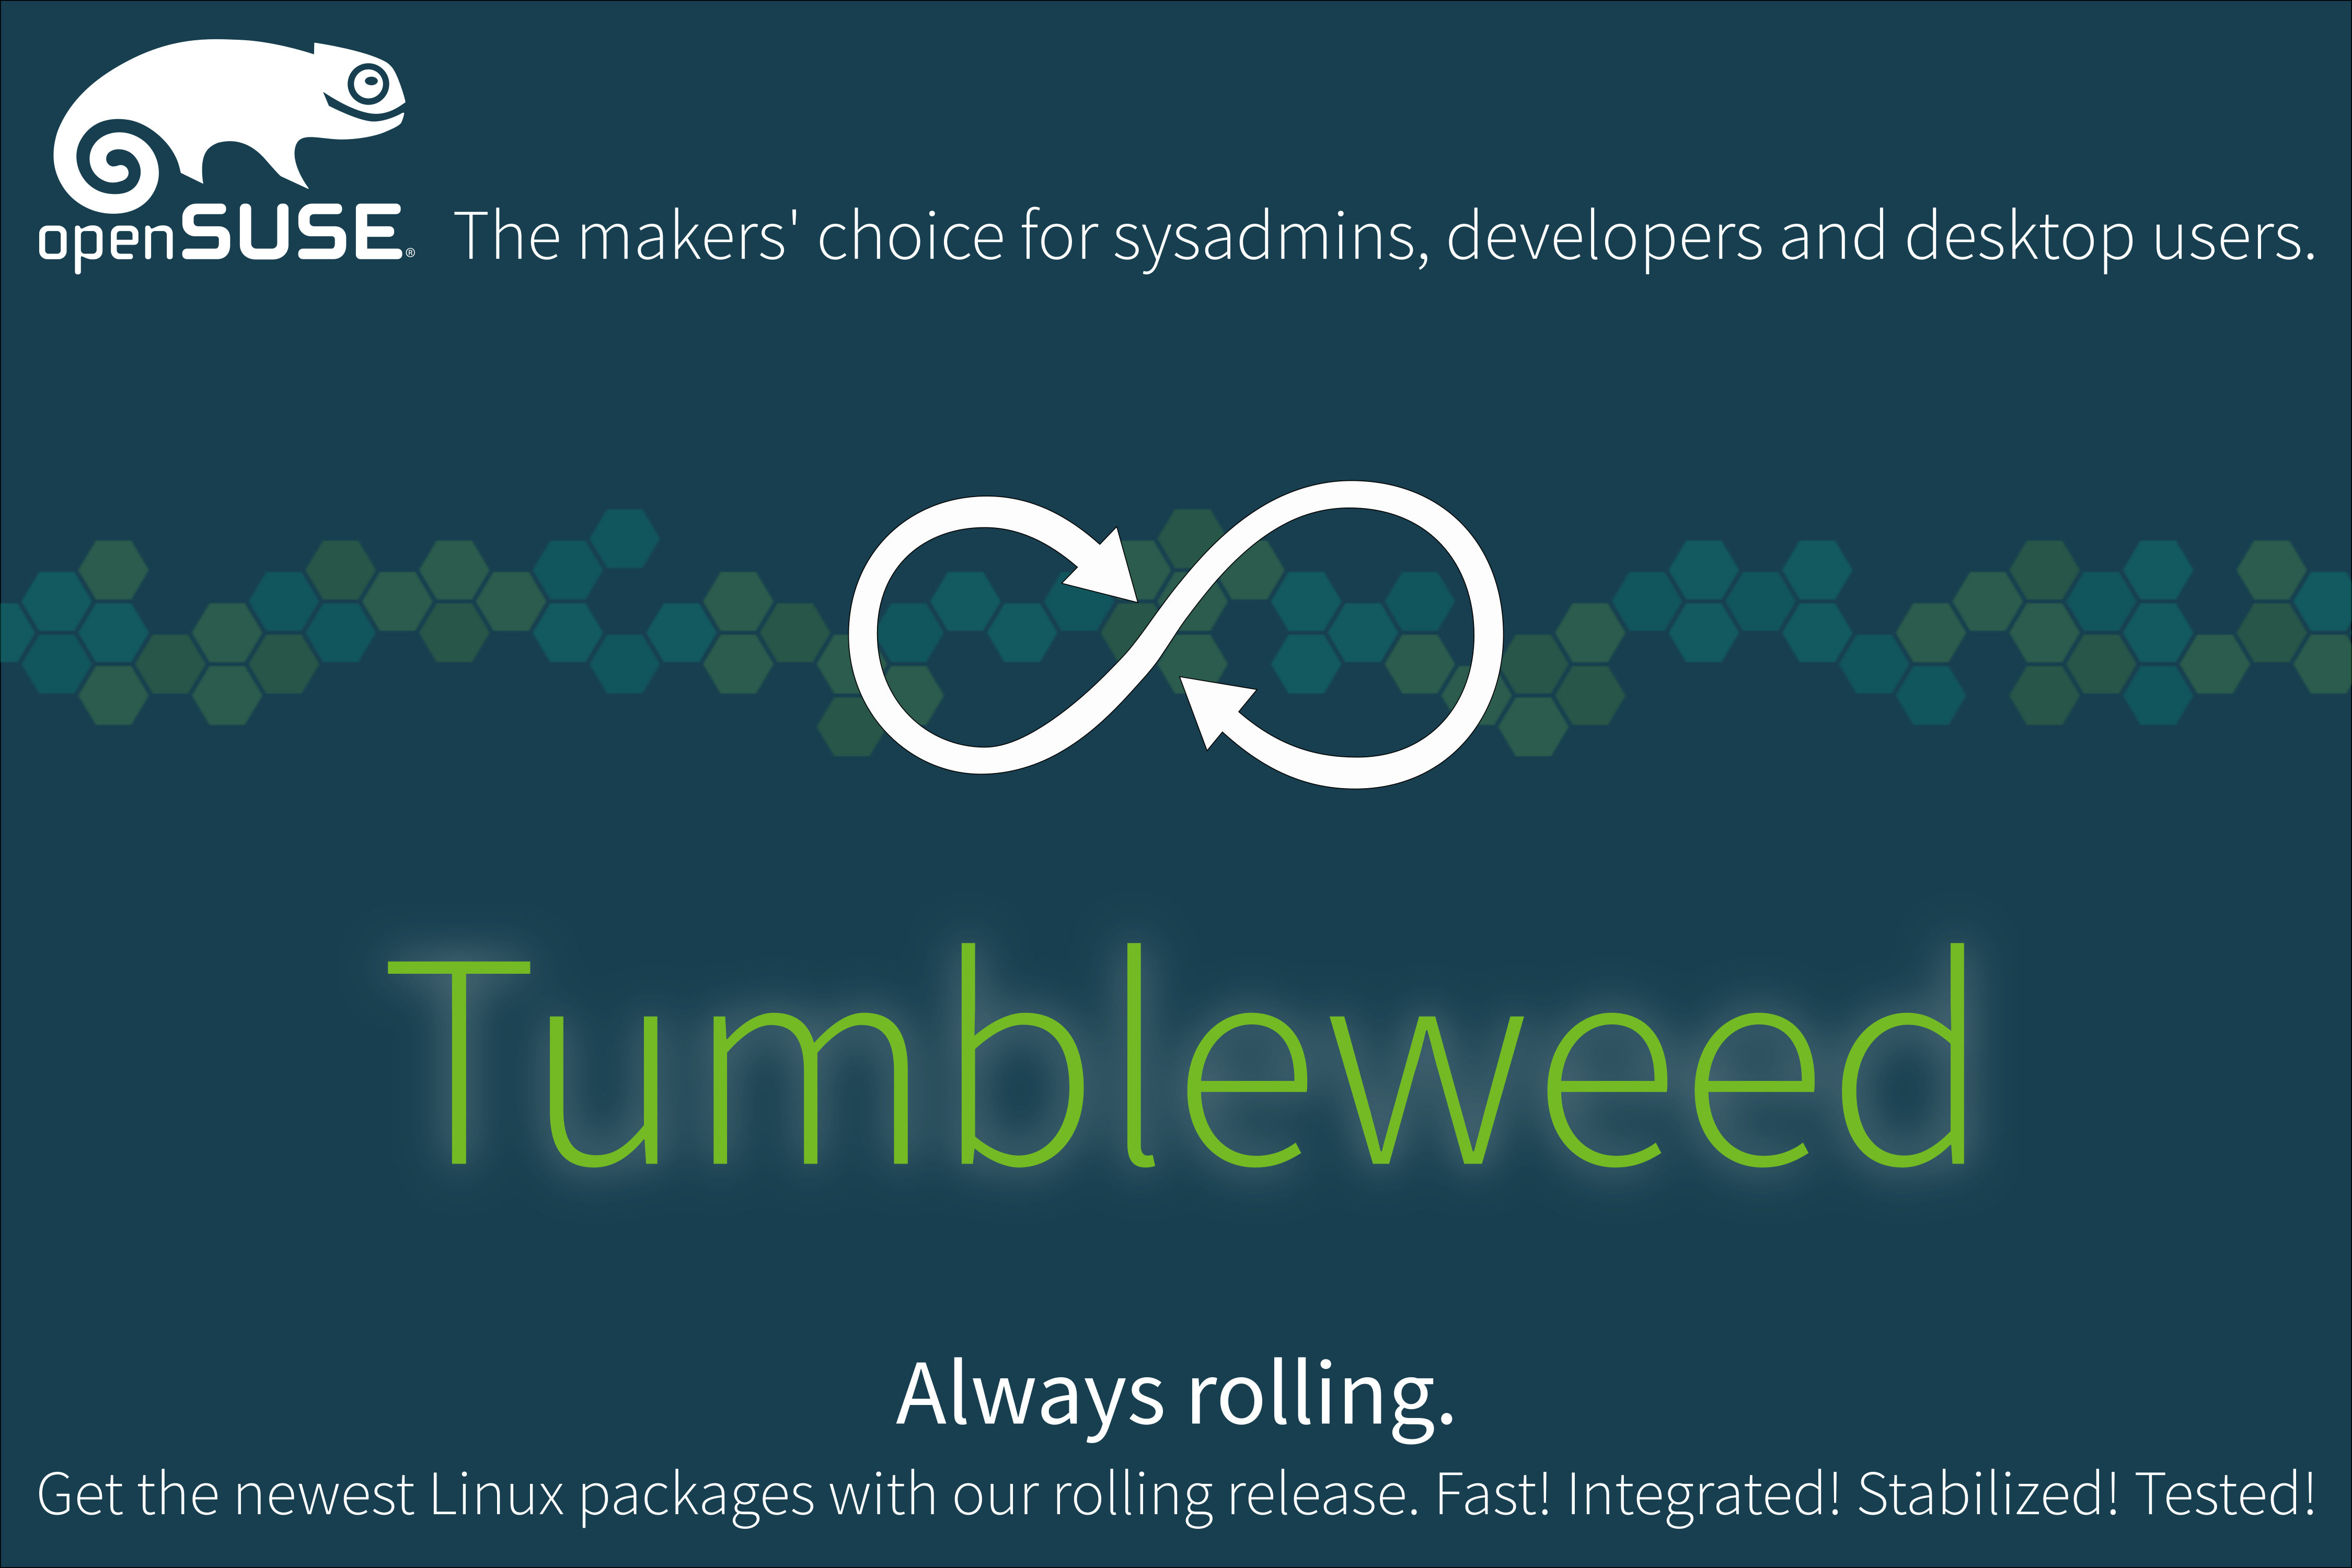 openSUSE®
The makers' choice for sysadmins, developers and desktop users.
Tumbleweed
Always rolling.
Get the newest Linux packages with our rolling release. Fast! Integrated! Stabilized! Tested!